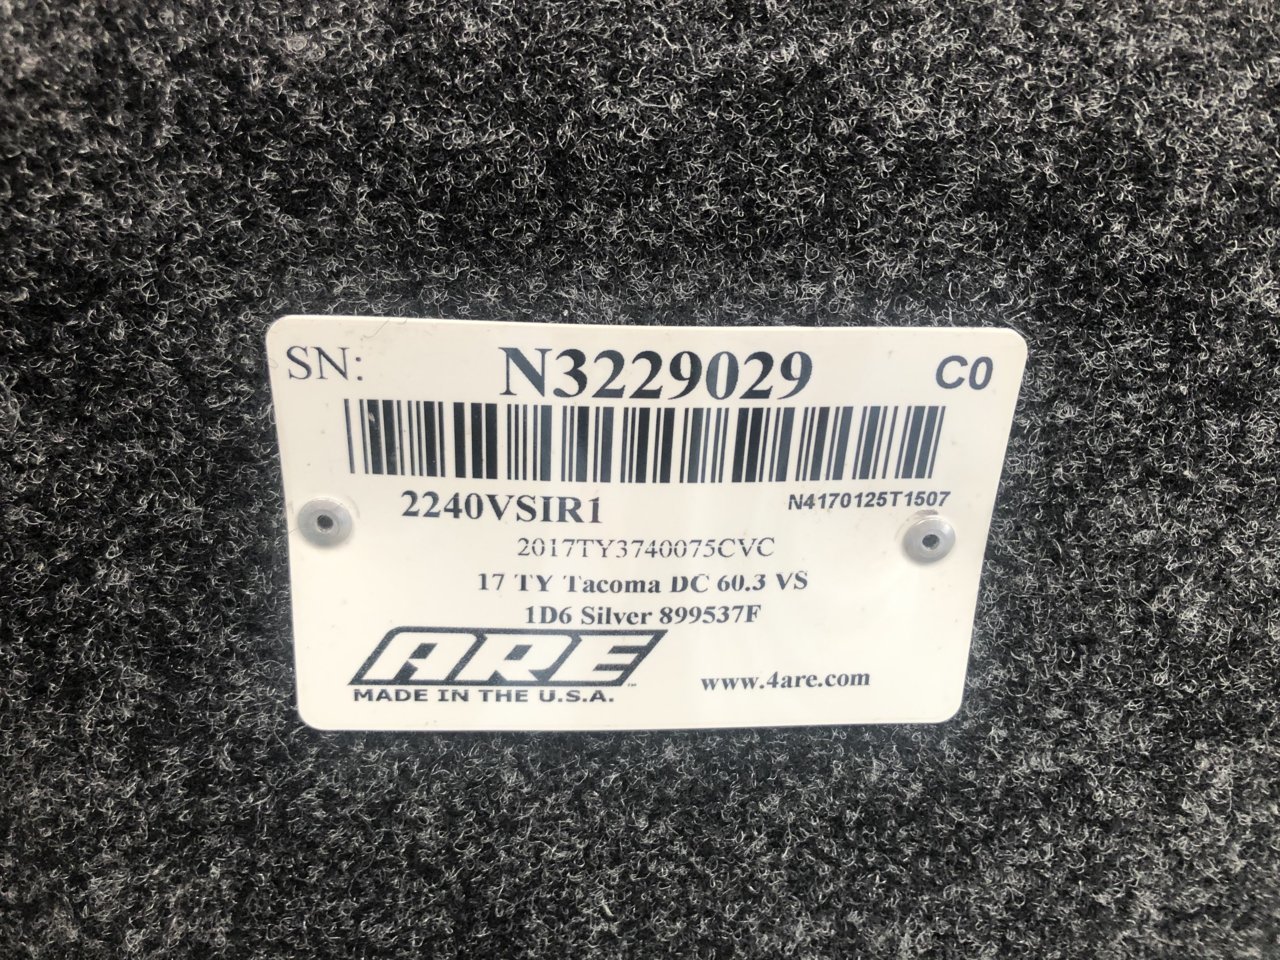 SN: N3229029 C0
2240VSIR1 N4170125T1507
2017TY3740075CVC
17 TY Tacoma DC 60.3 VS
1D6 Silver 899537F
ARE™
MADE IN THE U.S.A. www.4are.com